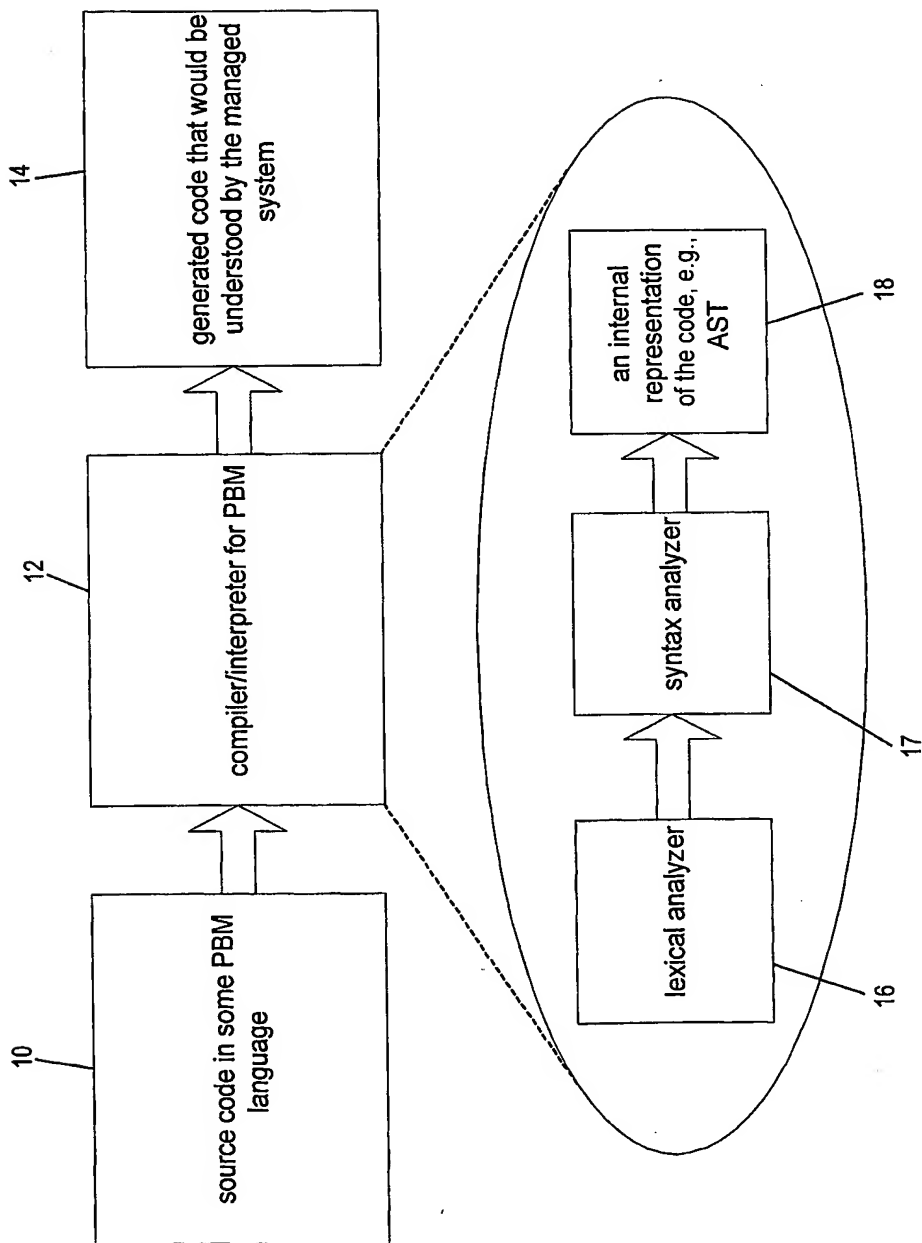 10
source code in some PBM
language
12
compiler/interpreter for PBM
14
generated code that would be
understood by the managed
system
lexical analyzer
16
syntax analyzer
17
an internal
representation
of the code, e.g.,
AST
18